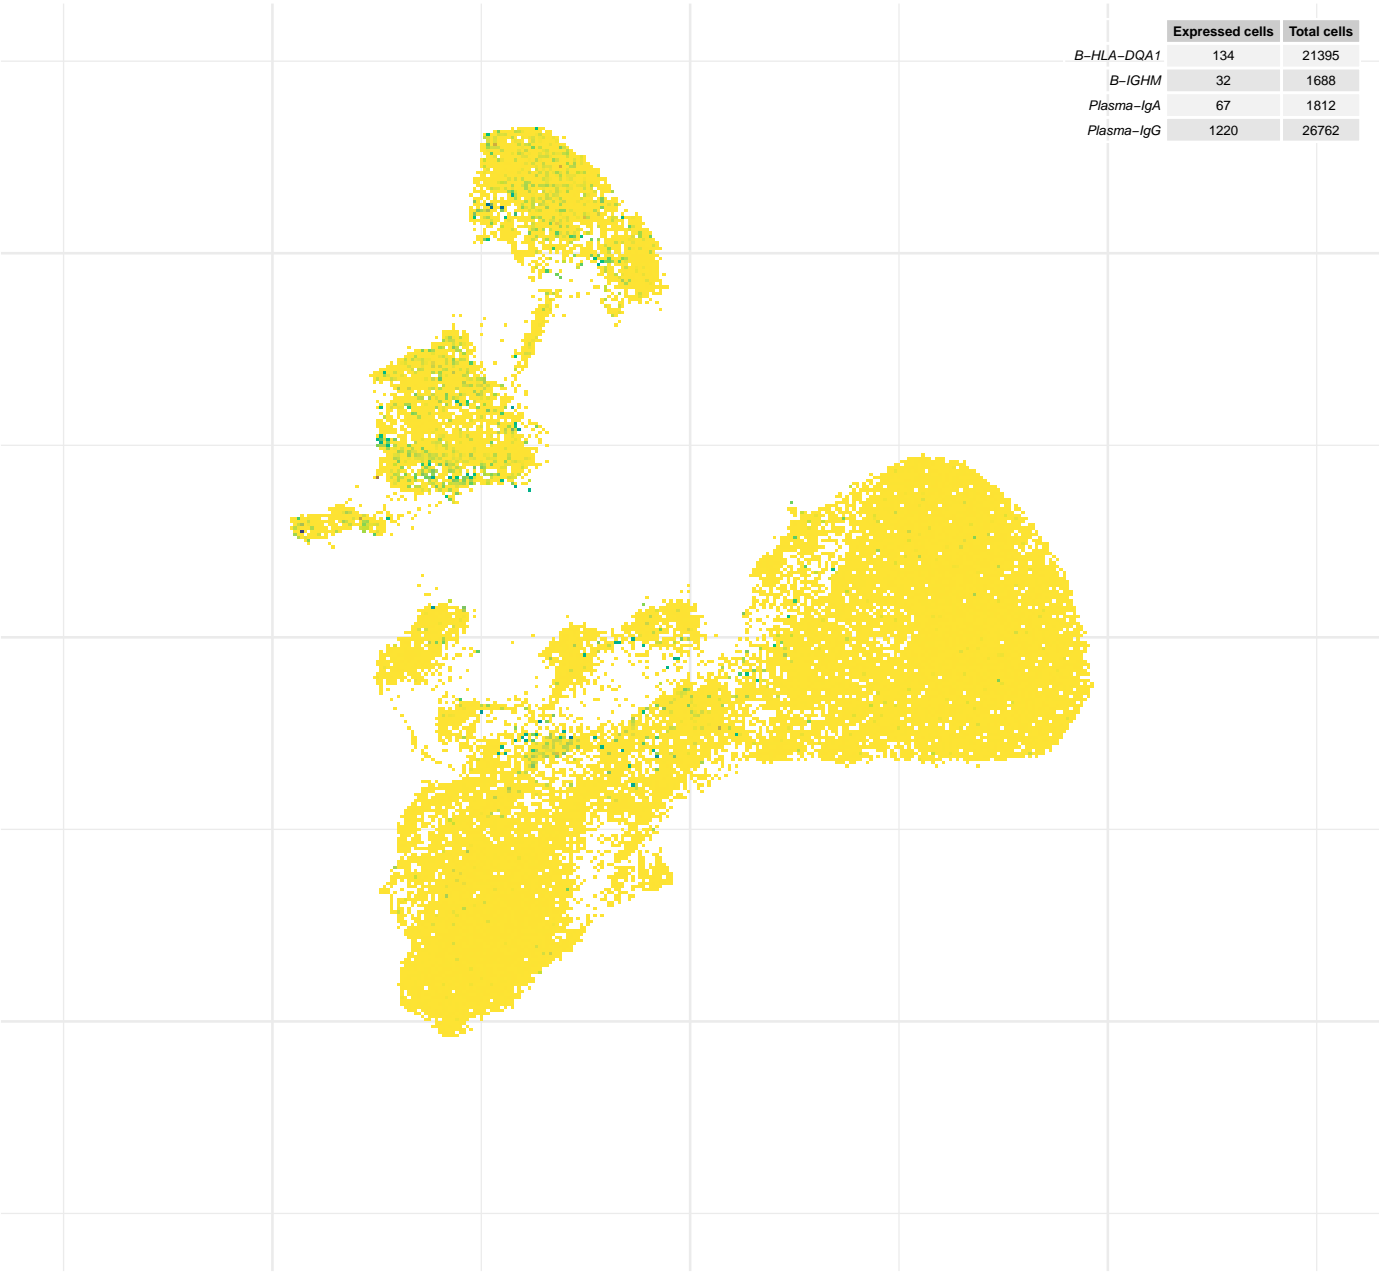 Expressed cells Total cells
B−HLA−DQA1 134 21395
B−IGHM 32 1688
Plasma−IgA 67 1812
Plasma−IgG 1220 26762